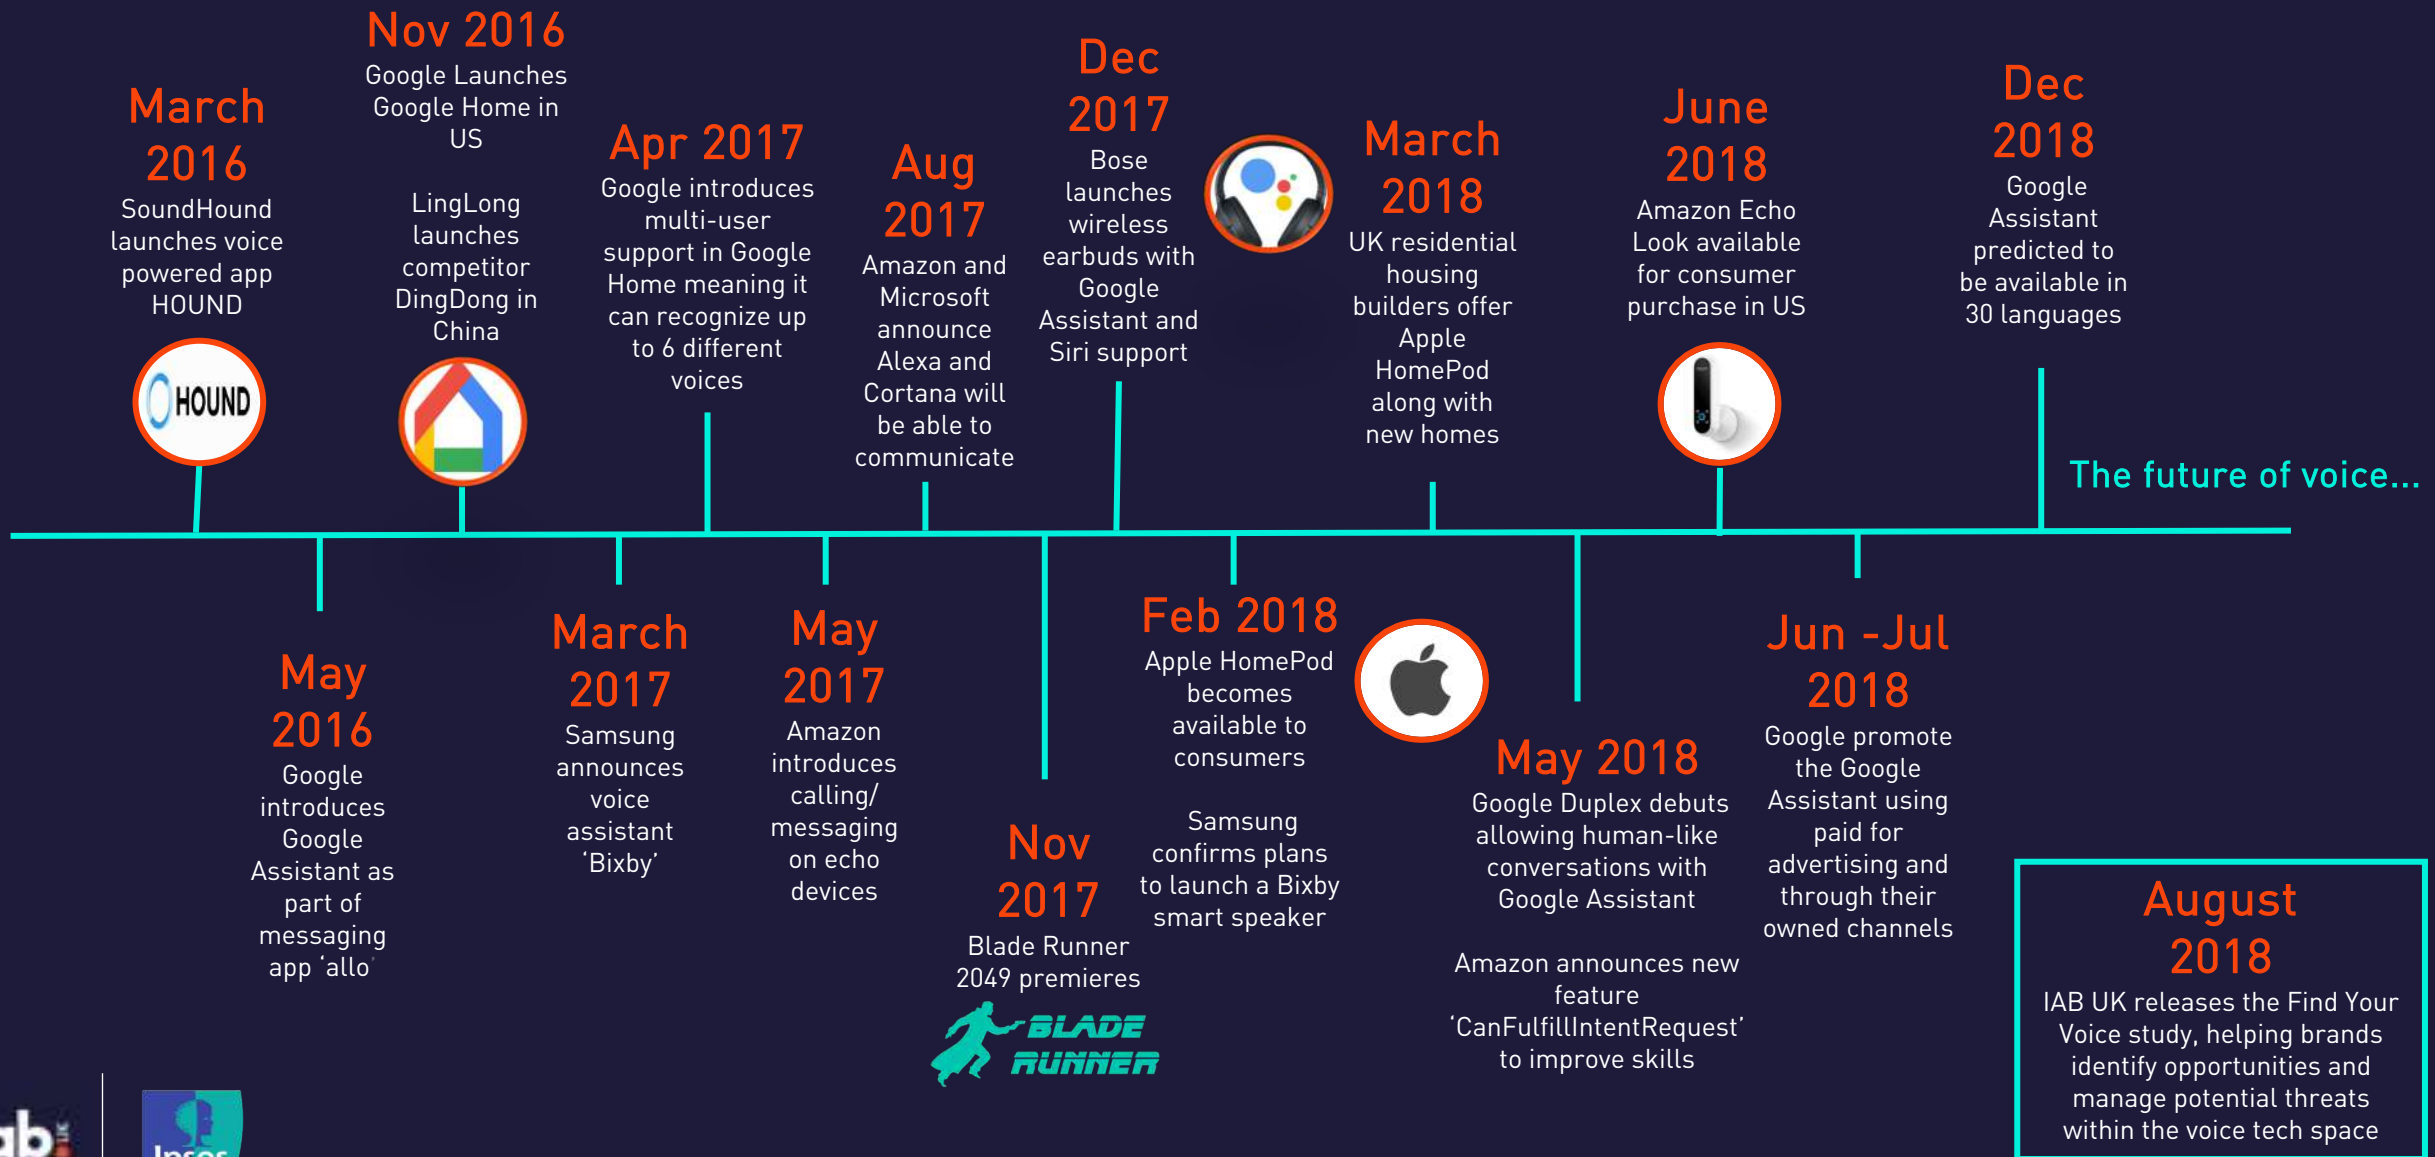 Nov 2016
Google Launches
Google Home in
US
LingLong
launches
competitor
DingDong in
China
March
2016
SoundHound
launches voice
powered app
HOUND
HOUND
Apr 2017
Google introduces
multi-user
support in Google
Home meaning it
can recognize up
to 6 different
voices
Aug
2017
Amazon and
Microsoft
announce
Alexa and
Cortana will
be able to
communicate
Dec
2017
Bose
launches
wireless
earbuds with
Google
Assistant and
Siri support
March
2018
UK residential
housing
builders offer
Apple
HomePod
along with
new homes
June
2018
Amazon Echo
Look available
for consumer
purchase in US
Dec
2018
Google
Assistant
predicted to
be available in
30 languages
The future of voice...
May
2016
Google
introduces
Google
Assistant as
part of
messaging
app ‘allo’
March
2017
Samsung
announces
voice
assistant
‘Bixby’
May
2017
Amazon
introduces
calling/
messaging
on echo
devices
Nov
2017
Blade Runner
2049 premieres
BLADE
RUNNER
Feb 2018
Apple HomePod
becomes
available to
consumers
Samsung
confirms plans
to launch a Bixby
smart speaker
May 2018
Google Duplex debuts
allowing human-like
conversations with
Google Assistant
Amazon announces new
feature
‘CanFulfillIntentRequest’
to improve skills
Jun -Jul
2018
Google promote
the Google
Assistant using
paid for
advertising and
through their
owned channels
August
2018
IAB UK releases the Find Your
Voice study, helping brands
identify opportunities and
manage potential threats
within the voice tech space